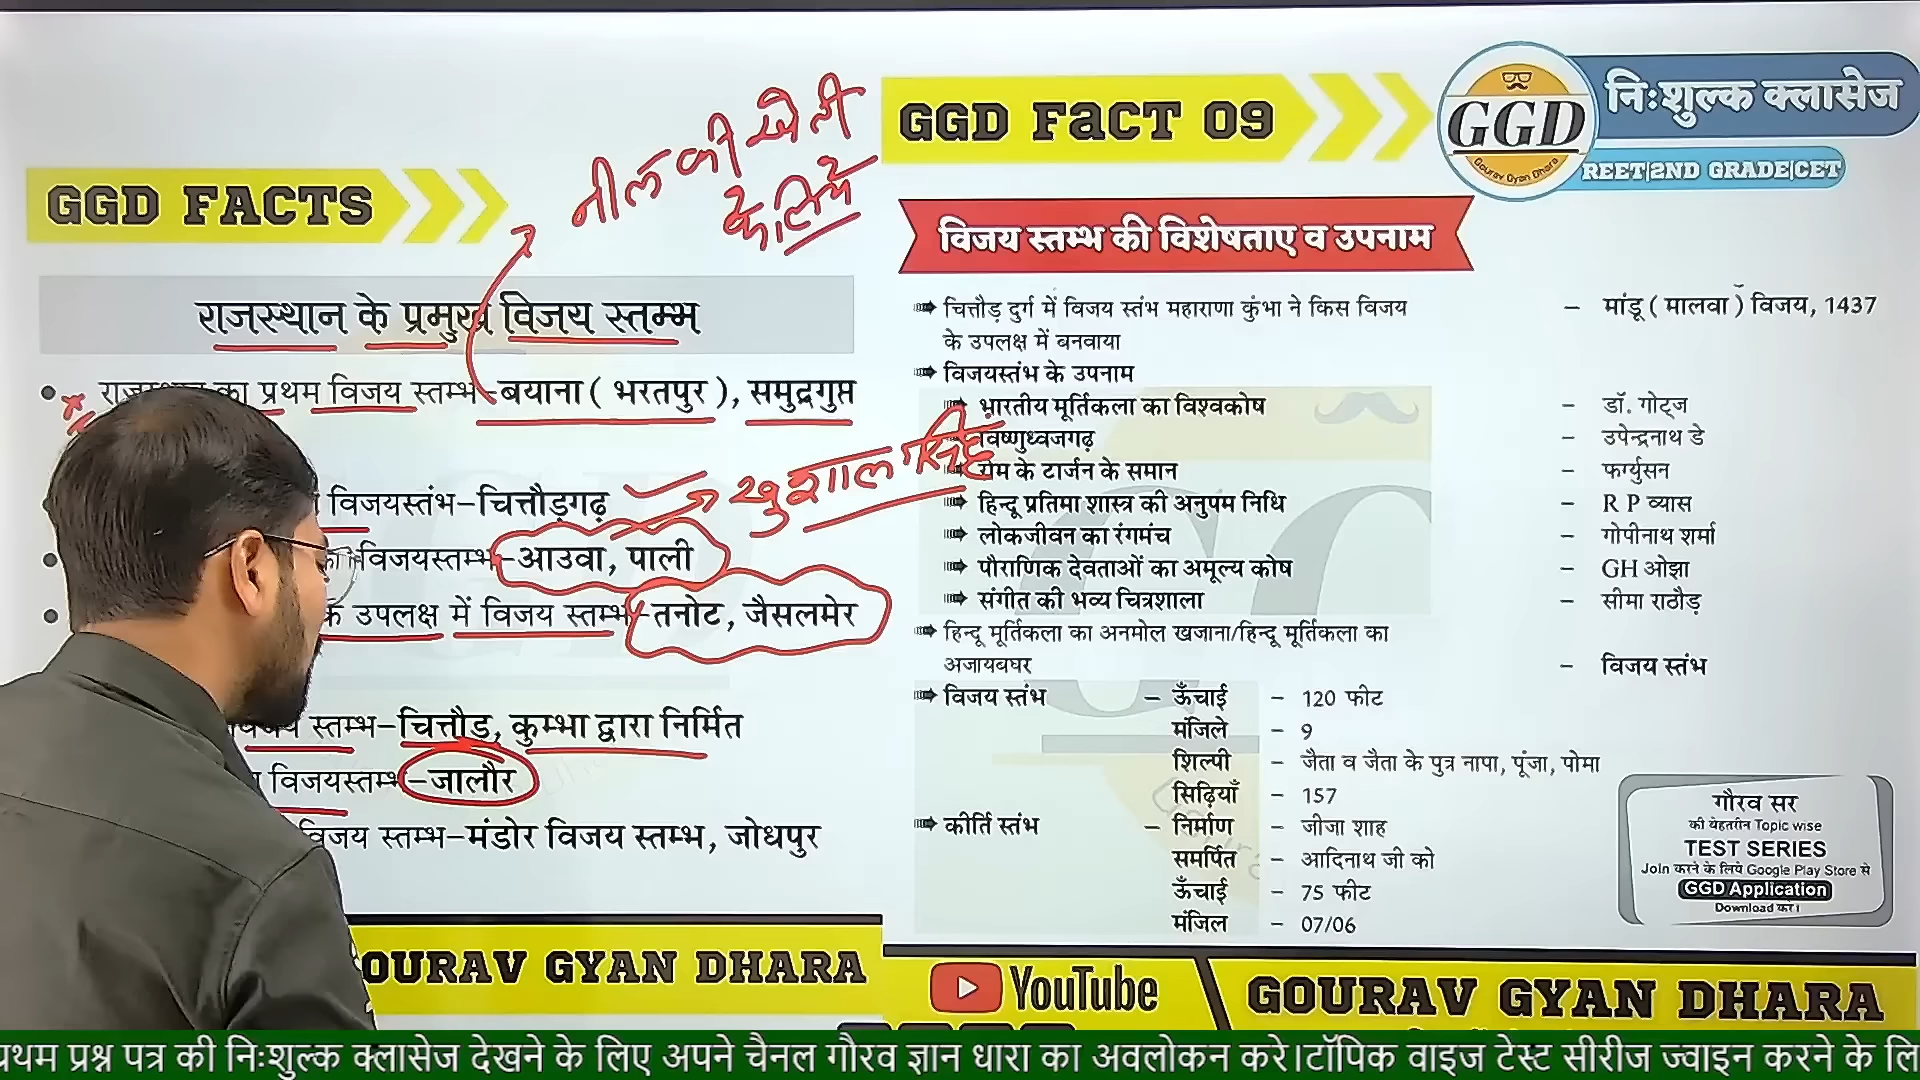 GGD FACTS
राजस्थान के प्रमुख विजय स्तम्भ
का प्रथम विजय स्तम्भ-बयाना ( भरतपुर ), समुद्रगुप्त
विजयस्तंभ-चित्तौड़गढ़
विजयस्तम्भ-आउवा, पाली
के उपलक्ष में विजय स्तम्भ-तनोट, जैसलमेर
विजय स्तम्भ-चित्तौड़, कुम्भा द्वारा निर्मित
विजयस्तम्भ-जालौर
विजय स्तम्भ-मंडोर विजय स्तम्भ, जोधपुर
नील की खेती
के लिये
खुशाल सिंह
OURAV GYAN DHARA
GGD FACT 09
GGD
Gourav Gyan Dhara
निःशुल्क क्लासेज
REET|2ND GRADE|CET
विजय स्तम्भ की विशेषताए व उपनाम
चित्तौड़ दुर्ग में विजय स्तंभ महाराणा कुंभा ने किस विजय – मांडू ( मालवा ) विजय, 1437
के उपलक्ष में बनवाया
विजयस्तंभ के उपनाम
भारतीय मूर्तिकला का विश्वकोष – डॉ. गोट्ज
विष्णुध्वजगढ़ – उपेन्द्रनाथ डे
रोम के टार्जन के समान – फर्ग्युसन
हिन्दू प्रतिमा शास्त्र की अनुपम निधि – R P व्यास
लोकजीवन का रंगमंच – गोपीनाथ शर्मा
पौराणिक देवताओं का अमूल्य कोष – GH ओझा
संगीत की भव्य चित्रशाला – सीमा राठौड़
हिन्दू मूर्तिकला का अनमोल खजाना/हिन्दू मूर्तिकला का
अजायबघर – विजय स्तंभ
विजय स्तंभ – ऊँचाई – 120 फीट
मंजिले – 9
शिल्पी – जैता व जैता के पुत्र नापा, पूंजा, पोमा
सिढ़ियाँ – 157
कीर्ति स्तंभ – निर्माण – जीजा शाह
समर्पित – आदिनाथ जी को
ऊँचाई – 75 फीट
मंजिल – 07/06
गौरव सर
की बेहतरीन Topic wise
TEST SERIES
Join करने के लिये Google Play Store से
GGD Application
Download करें।
YouTube
GOURAV GYAN DHARA
प्रथम प्रश्न पत्र की निःशुल्क क्लासेज देखने के लिए अपने चैनल गौरव ज्ञान धारा का अवलोकन करे।टॉपिक वाइज टेस्ट सीरीज ज्वाइन करने के लि